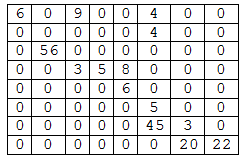 6 0 9 0 0 4 0 0
0 0 0 0 0 4 0 0
0 56 0 0 0 0 0 0
0 0 3 5 8 0 0 0
0 0 0 0 6 0 0 0
0 0 0 0 0 5 0 0
0 0 0 0 0 45 3 0
0 0 0 0 0 0 20 22